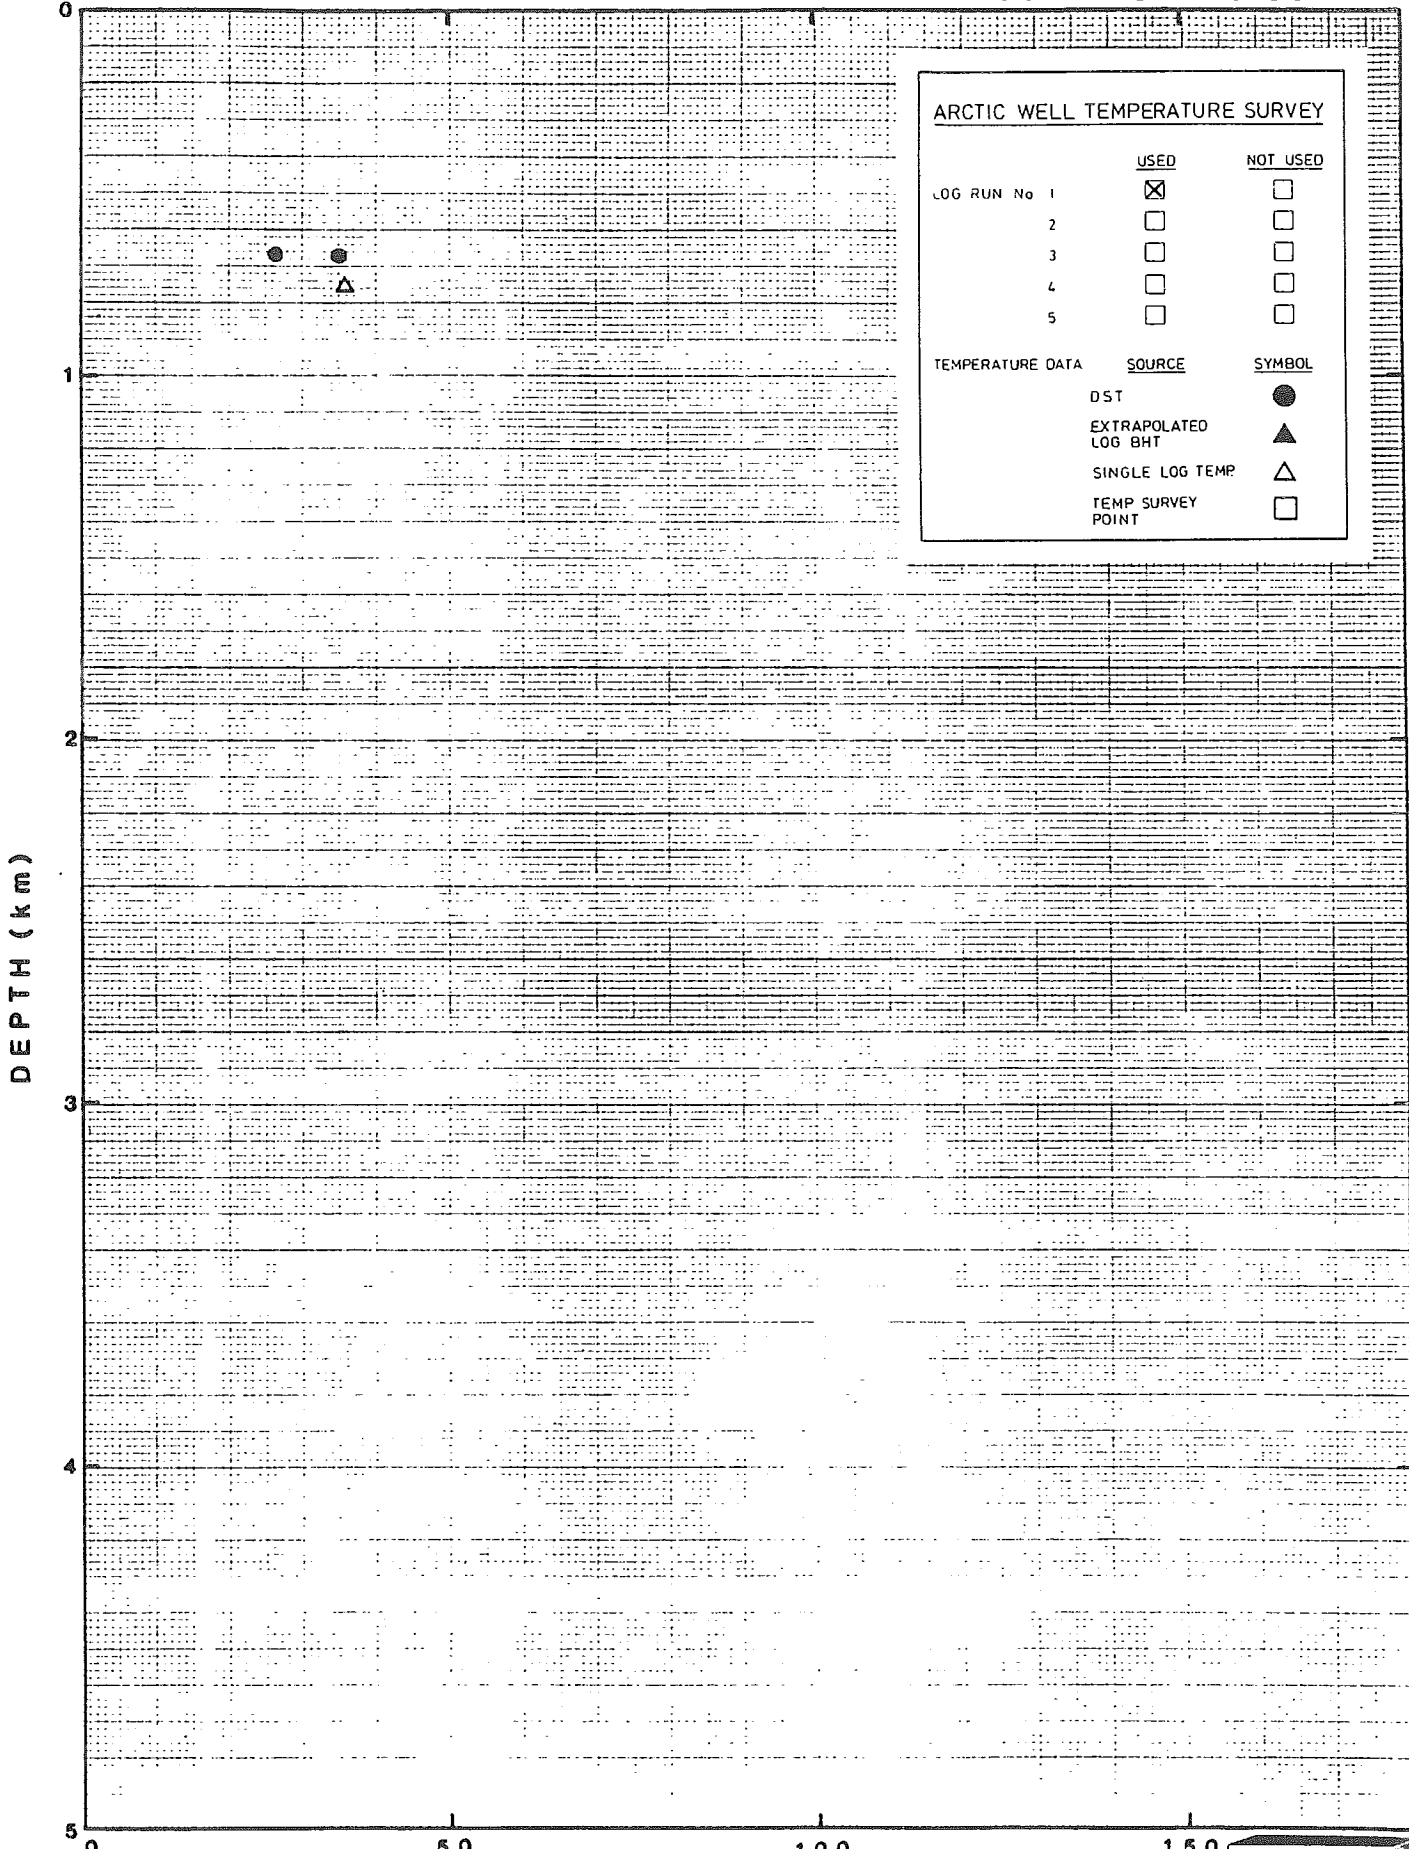 0
ARCTIC WELL TEMPERATURE SURVEY
USED NOT USED
LOG RUN No 1
2
3
4
5
TEMPERATURE DATA SOURCE SYMBOL
DST
EXTRAPOLATED
LOG BHT
SINGLE LOG TEMP.
TEMP SURVEY
POINT
1
2
DEPTH (km)
3
4
5
0 50 100 150